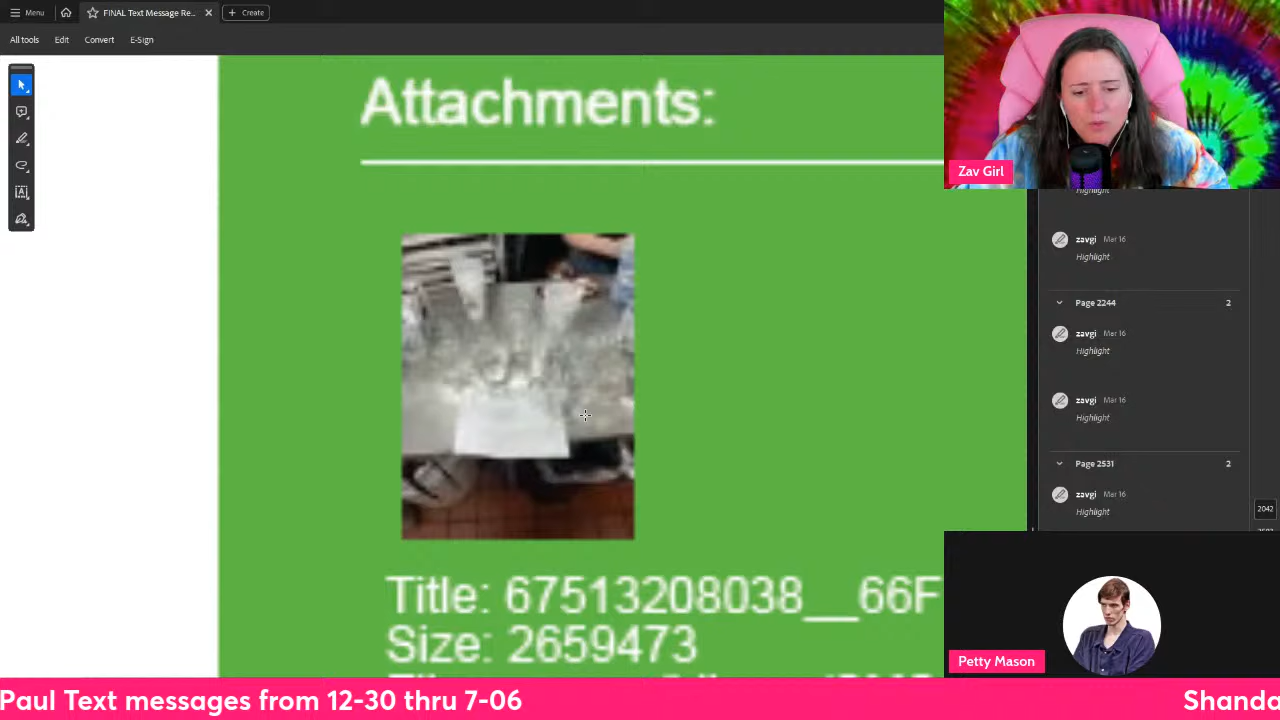 Menu
FINAL Text Message Re...
Create
All tools
Edit
Convert
E-Sign
Attachments:
Title: 67513208038__66F
Size: 2659473
Zav Girl
Highlight
zavgi Mar 16
Highlight
Page 2244 2
zavgi Mar 16
Highlight
zavgi Mar 16
Highlight
Page 2531 2
zavgi Mar 16
Highlight
2042
Petty Mason
Paul Text messages from 12-30 thru 7-06
Shanda